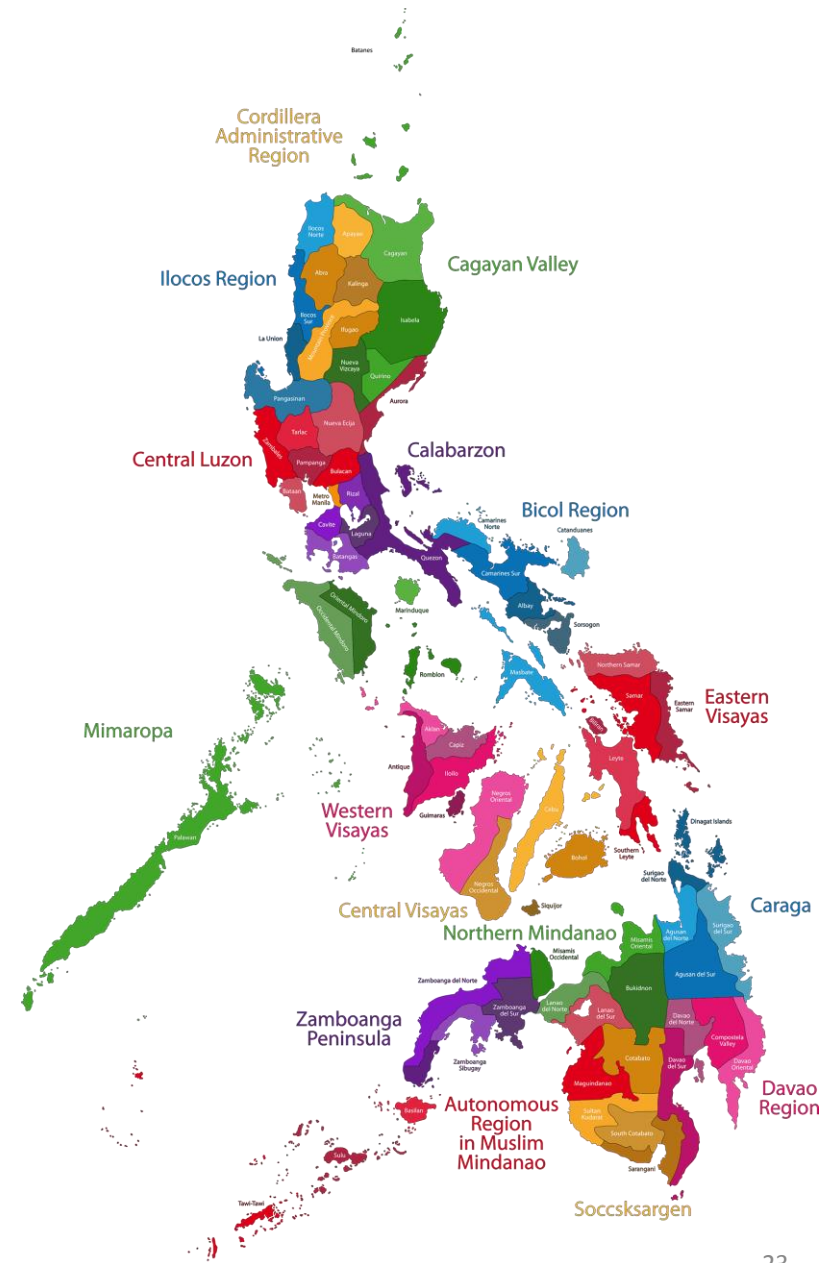 Batanes
Cordillera
Administrative
Region
Ilocos
Norte
Apayao
Cagayan
Cagayan Valley
Ilocos Region
Abra
Kalinga
Ilocos
Sur
Isabela
Mountain Province
Ifugao
La Union
Nueva
Vizcaya
Quirino
Pangasinan
Aurora
Nueva Ecija
Tarlac
Zambales
Central Luzon
Pampanga
Bulacan
Calabarzon
Bataan
Metro
Manila
Rizal
Cavite
Laguna
Batangas
Quezon
Bicol Region
Camarines
Norte
Catanduanes
Camarines Sur
Albay
Sorsogon
Oriental Mindoro
Occidental Mindoro
Marinduque
Romblon
Masbate
Northern Samar
Samar
Eastern
Samar
Eastern
Visayas
Biliran
Leyte
Mimaropa
Palawan
Aklan
Capiz
Antique
Iloilo
Guimaras
Western
Visayas
Negros
Oriental
Cebu
Bohol
Southern
Leyte
Dinagat Islands
Negros
Occidental
Siquijor
Central Visayas
Surigao
del Norte
Caraga
Surigao
del Sur
Agusan
del Norte
Agusan del Sur
Northern Mindanao
Misamis
Oriental
Misamis
Occidental
Bukidnon
Zamboanga del Norte
Zamboanga
del Sur
Lanao
del Norte
Lanao
del Sur
Zamboanga
Peninsula
Zamboanga
Sibugay
Davao
del Norte
Compostela
Valley
Cotabato
Davao
del Sur
Davao
Oriental
Maguindanao
Davao
Region
Basilan
Autonomous
Region
in Muslim
Mindanao
Sultan
Kudarat
South Cotabato
Sarangani
Sulu
Tawi-Tawi
Soccsksargen
23